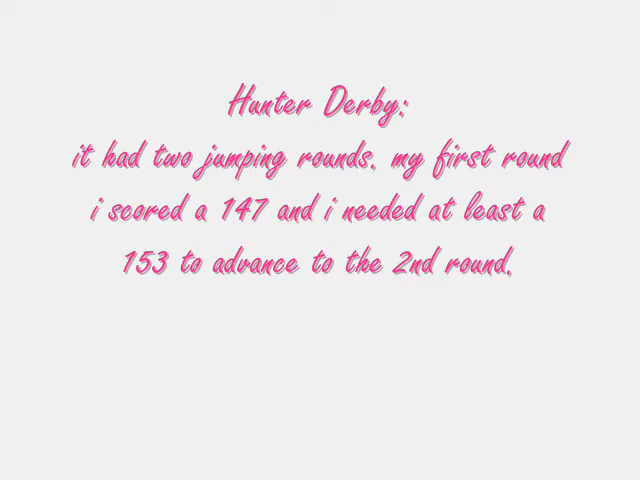 Hunter Derby:
it had two jumping rounds. my first round
i scored a 147 and i needed at least a
153 to advance to the 2nd round.